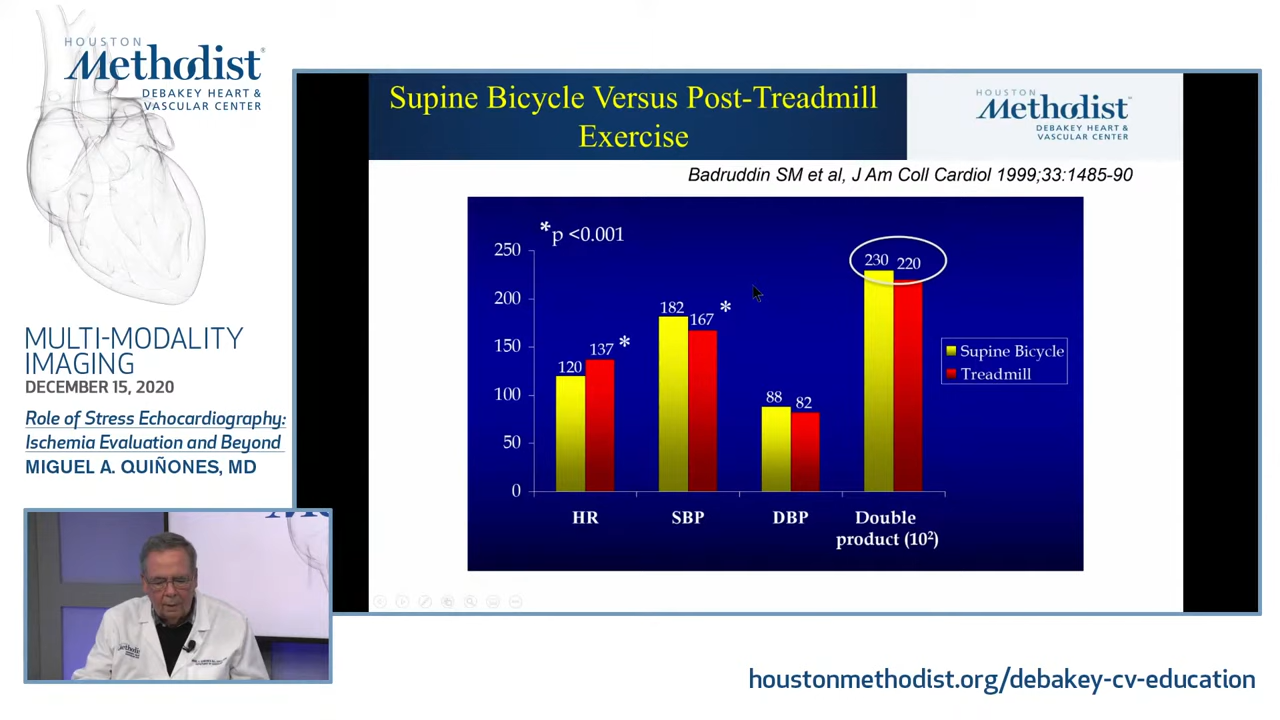 HOUSTON
Methodist
DEBAKEY HEART &
VASCULAR CENTER
MULTI-MODALITY
IMAGING
DECEMBER 15, 2020
Role of Stress Echocardiography:
Ischemia Evaluation and Beyond
MIGUEL A. QUIÑONES, MD
Supine Bicycle Versus Post-Treadmill
Exercise
HOUSTON
Methodist
DEBAKEY HEART &
VASCULAR CENTER
Badruddin SM et al, J Am Coll Cardiol 1999;33:1485-90
*p <0.001
250
200
150
100
50
0
120
137 *
182
167 *
88
82
230
220
HR
SBP
DBP
Double
product (10²)
Supine Bicycle
Treadmill
houstonmethodist.org/debakey-cv-education